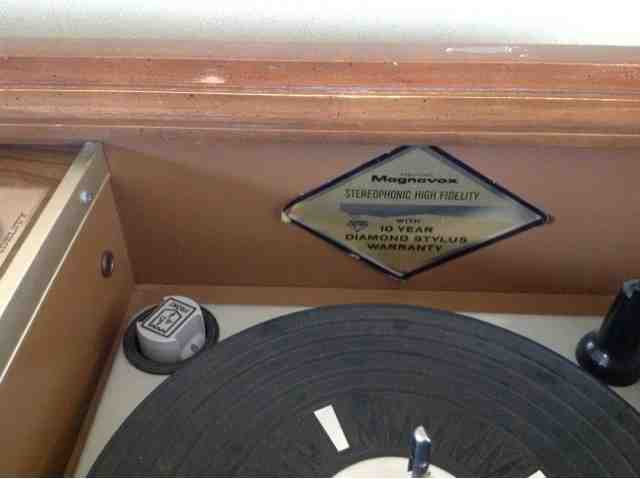 Magnavox
STEREOPHONIC HIGH FIDELITY
WITH
10 YEAR
DIAMOND STYLUS
WARRANTY